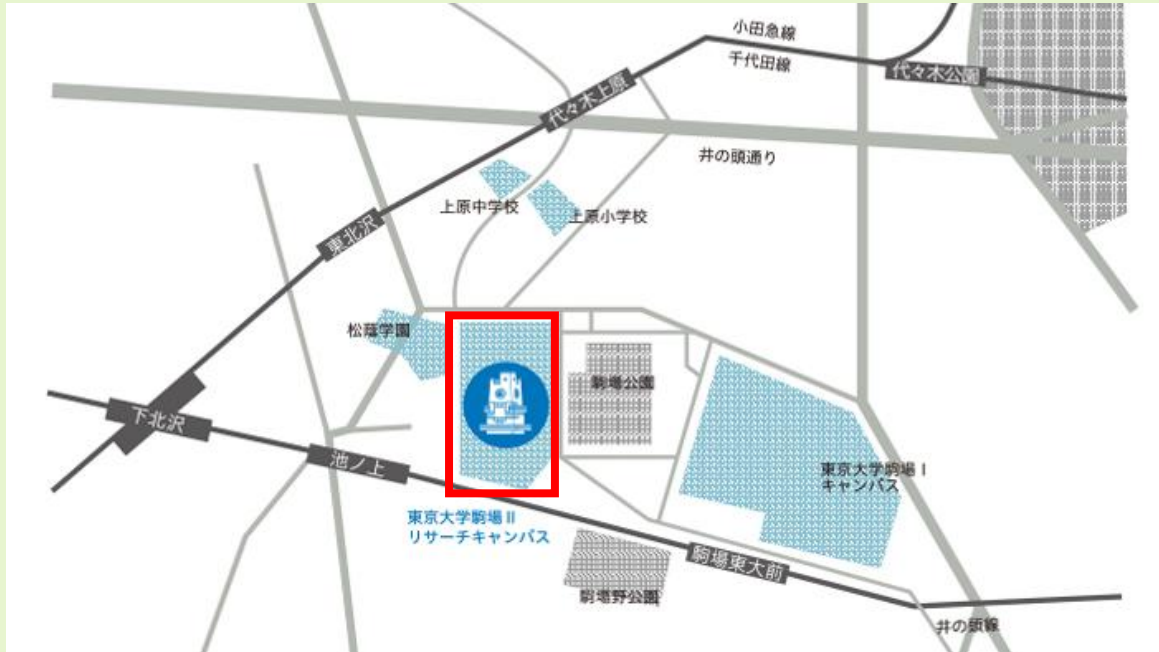 小田急線
千代田線
代々木公園
代々木上原
井の頭通り
上原中学校
上原小学校
東北沢
松蔭学園
駒場公園
下北沢
池ノ上
東京大学駒場Ⅰ
キャンパス
東京大学駒場Ⅱ
リサーチキャンパス
駒場東大前
駒場野公園
井の頭線